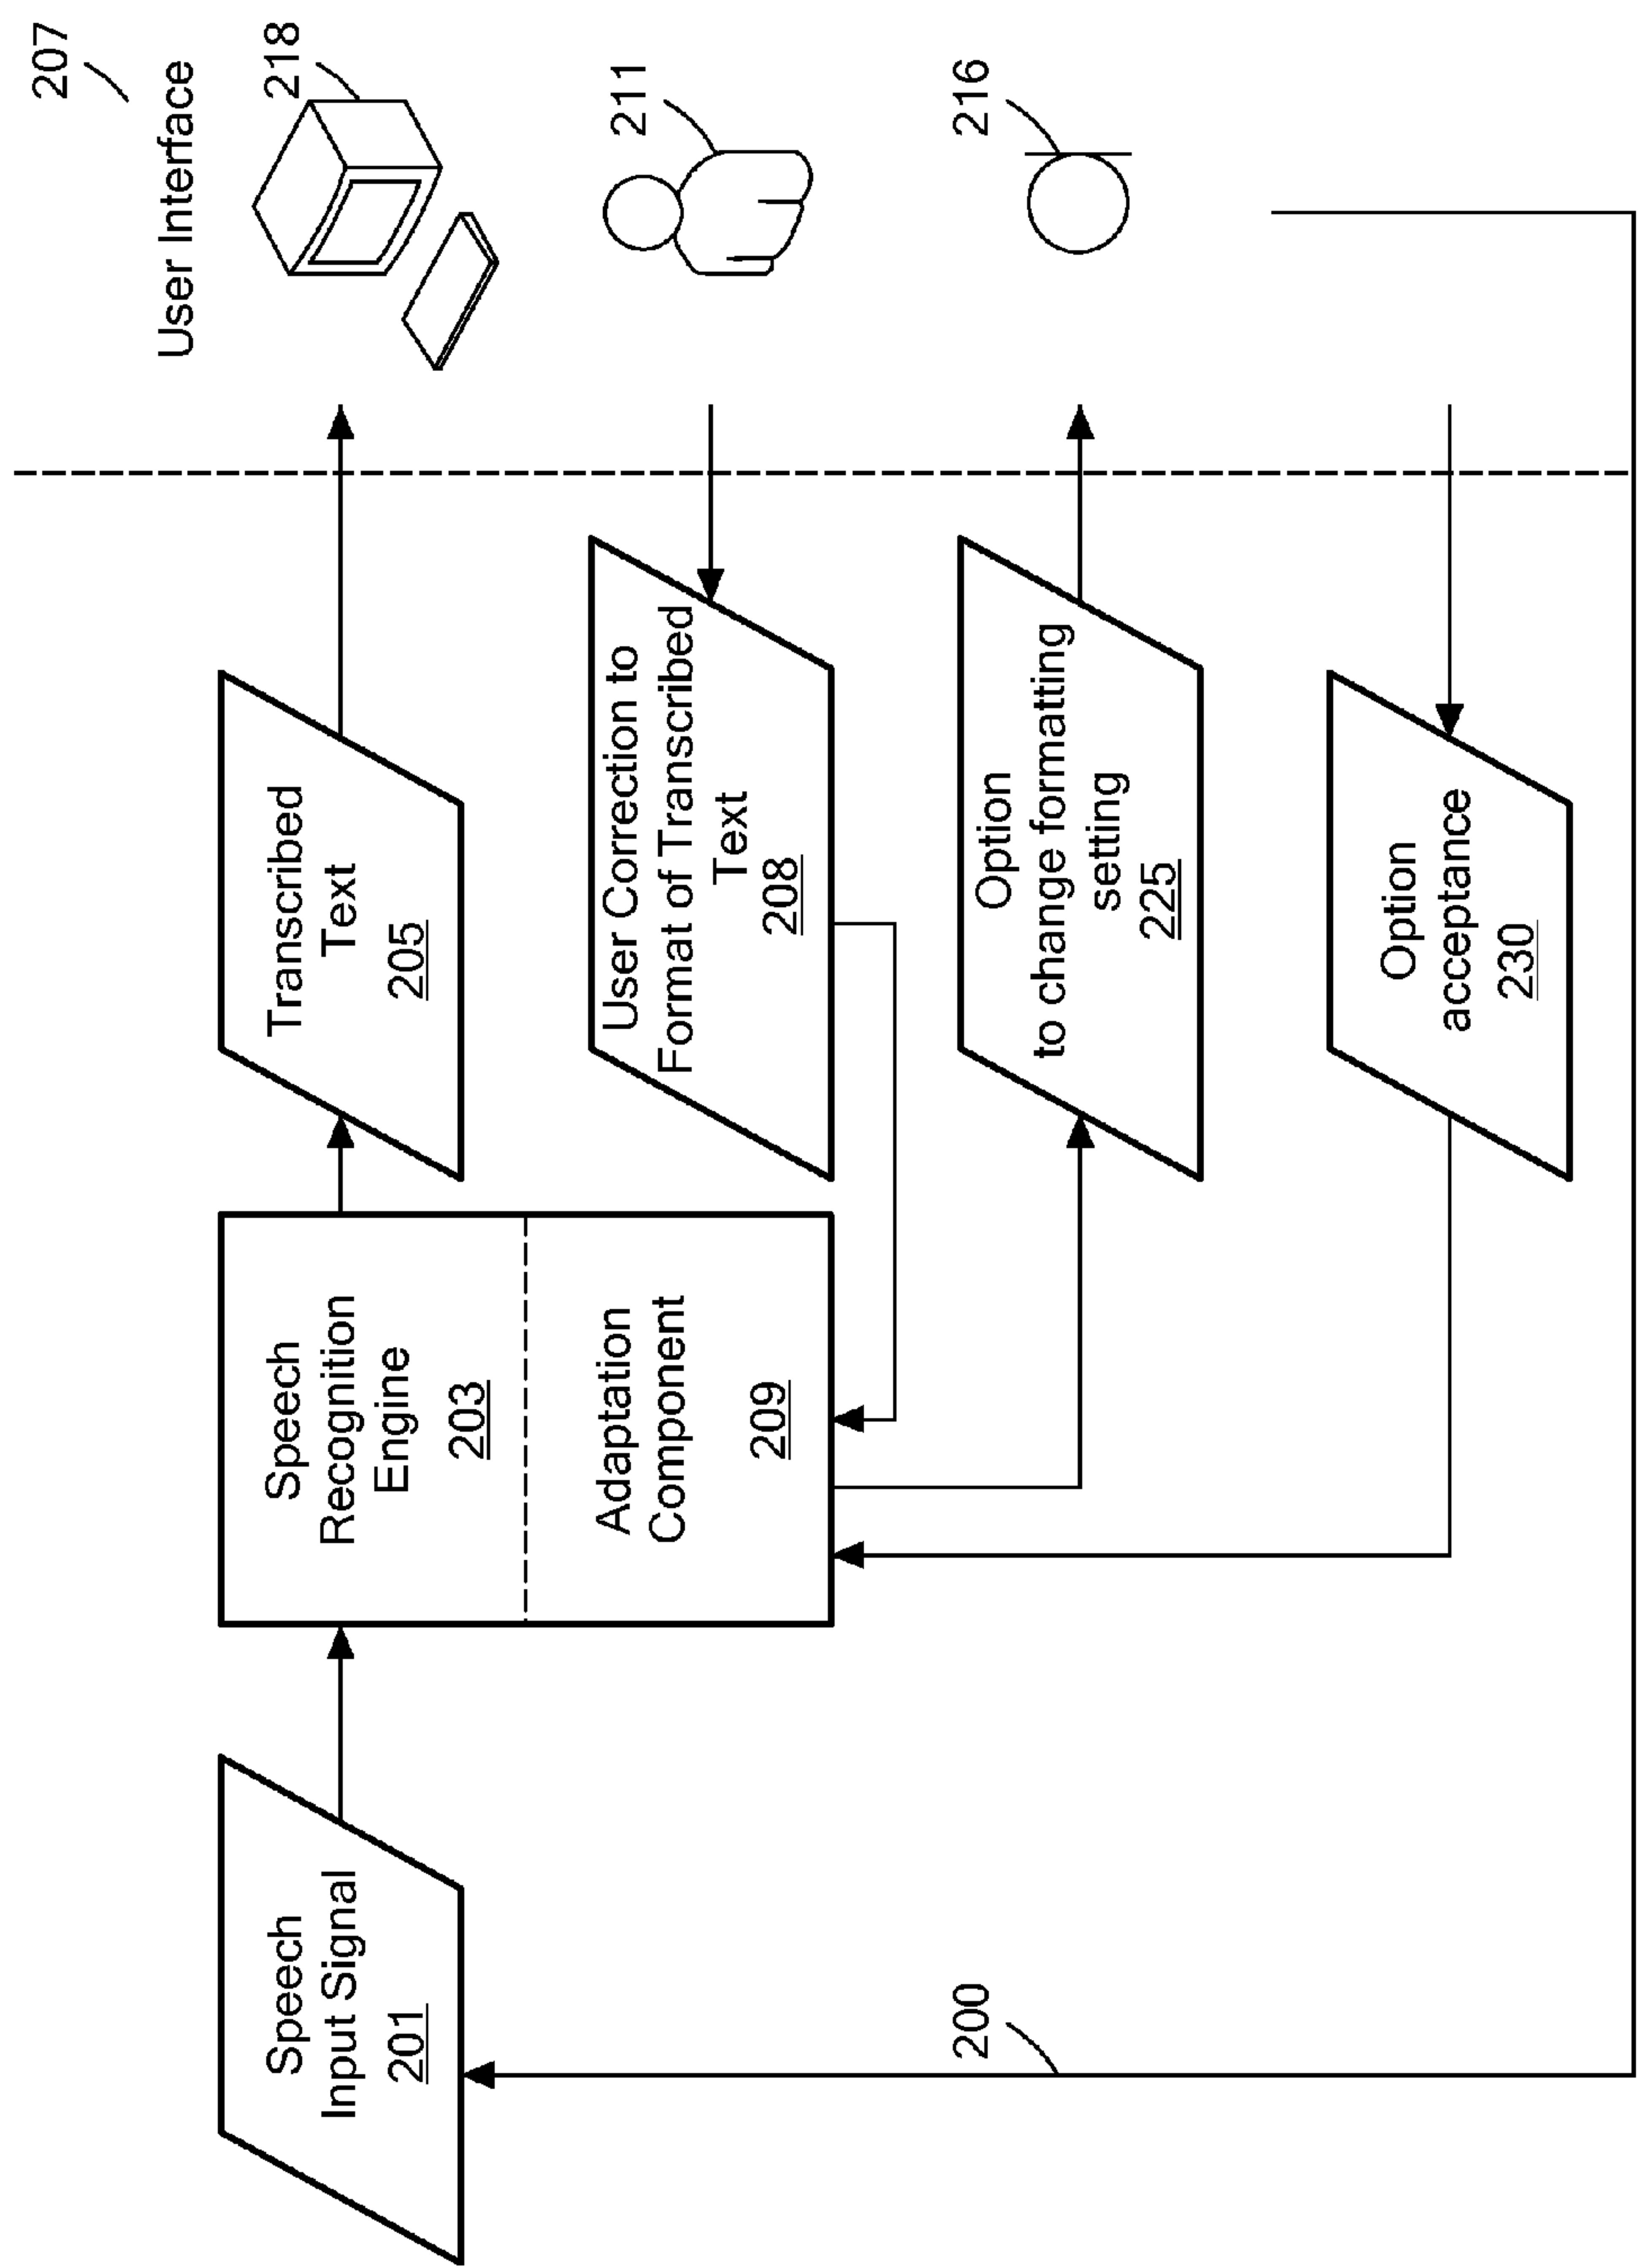 207
User Interface
218
211
216
Transcribed
Text
205
User Correction to
Format of Transcribed
Text
208
Option
to change formatting
setting
225
Option
acceptance
230
Speech
Recognition
Engine
203
Adaptation
Component
209
Speech
Input Signal
201
200